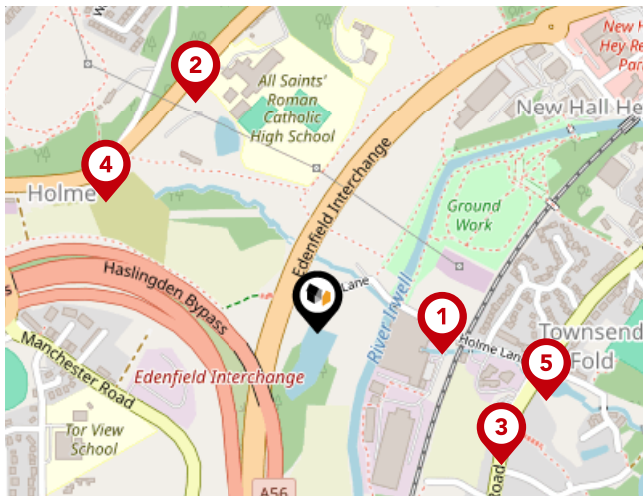 New H
Hey Re
Par
2
All Saints'
Roman
Catholic
High School
New Hall He
4
Holme
Edenfield Interchange
Ground
Work
Haslingden Bypass
s
Lane
River Irwell
1
Holme Lane
Townsend
Fold
Manchester Road
Edenfield Interchange
5
Tor View
School
3
Road
A56